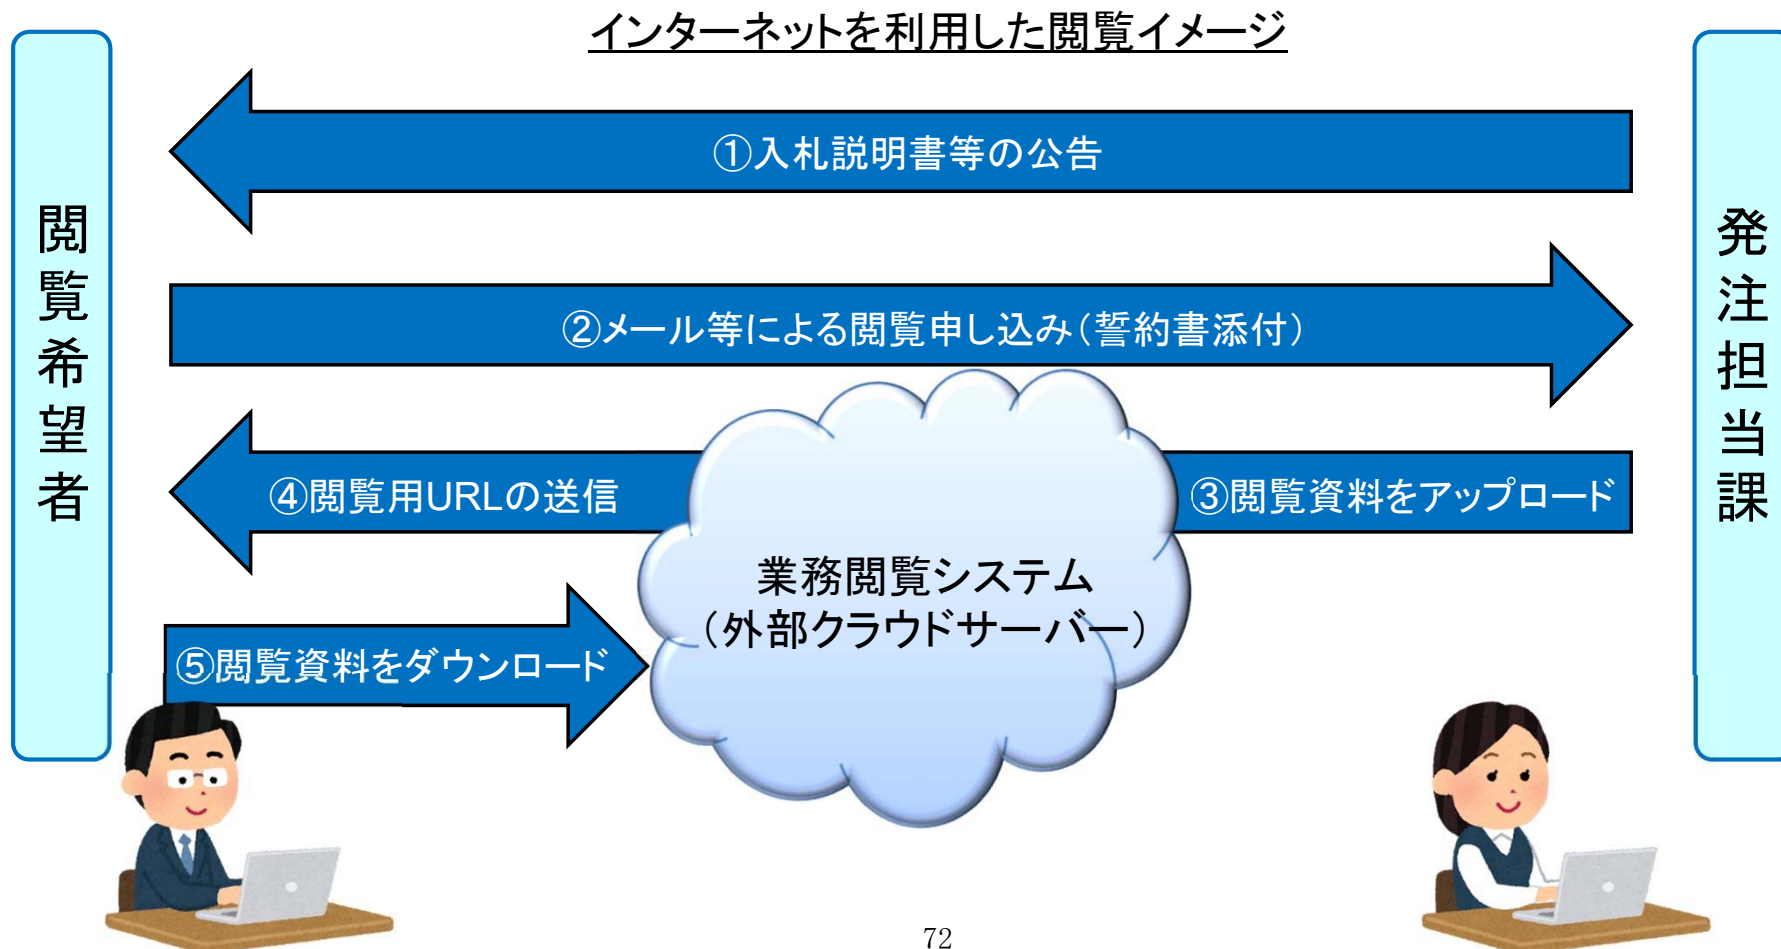 インターネットを利用した閲覧イメージ
閲覧希望者
発注担当課
①入札説明書等の公告
②メール等による閲覧申し込み（誓約書添付）
④閲覧用URLの送信
③閲覧資料をアップロード
業務閲覧システム
（外部クラウドサーバー）
⑤閲覧資料をダウンロード
72